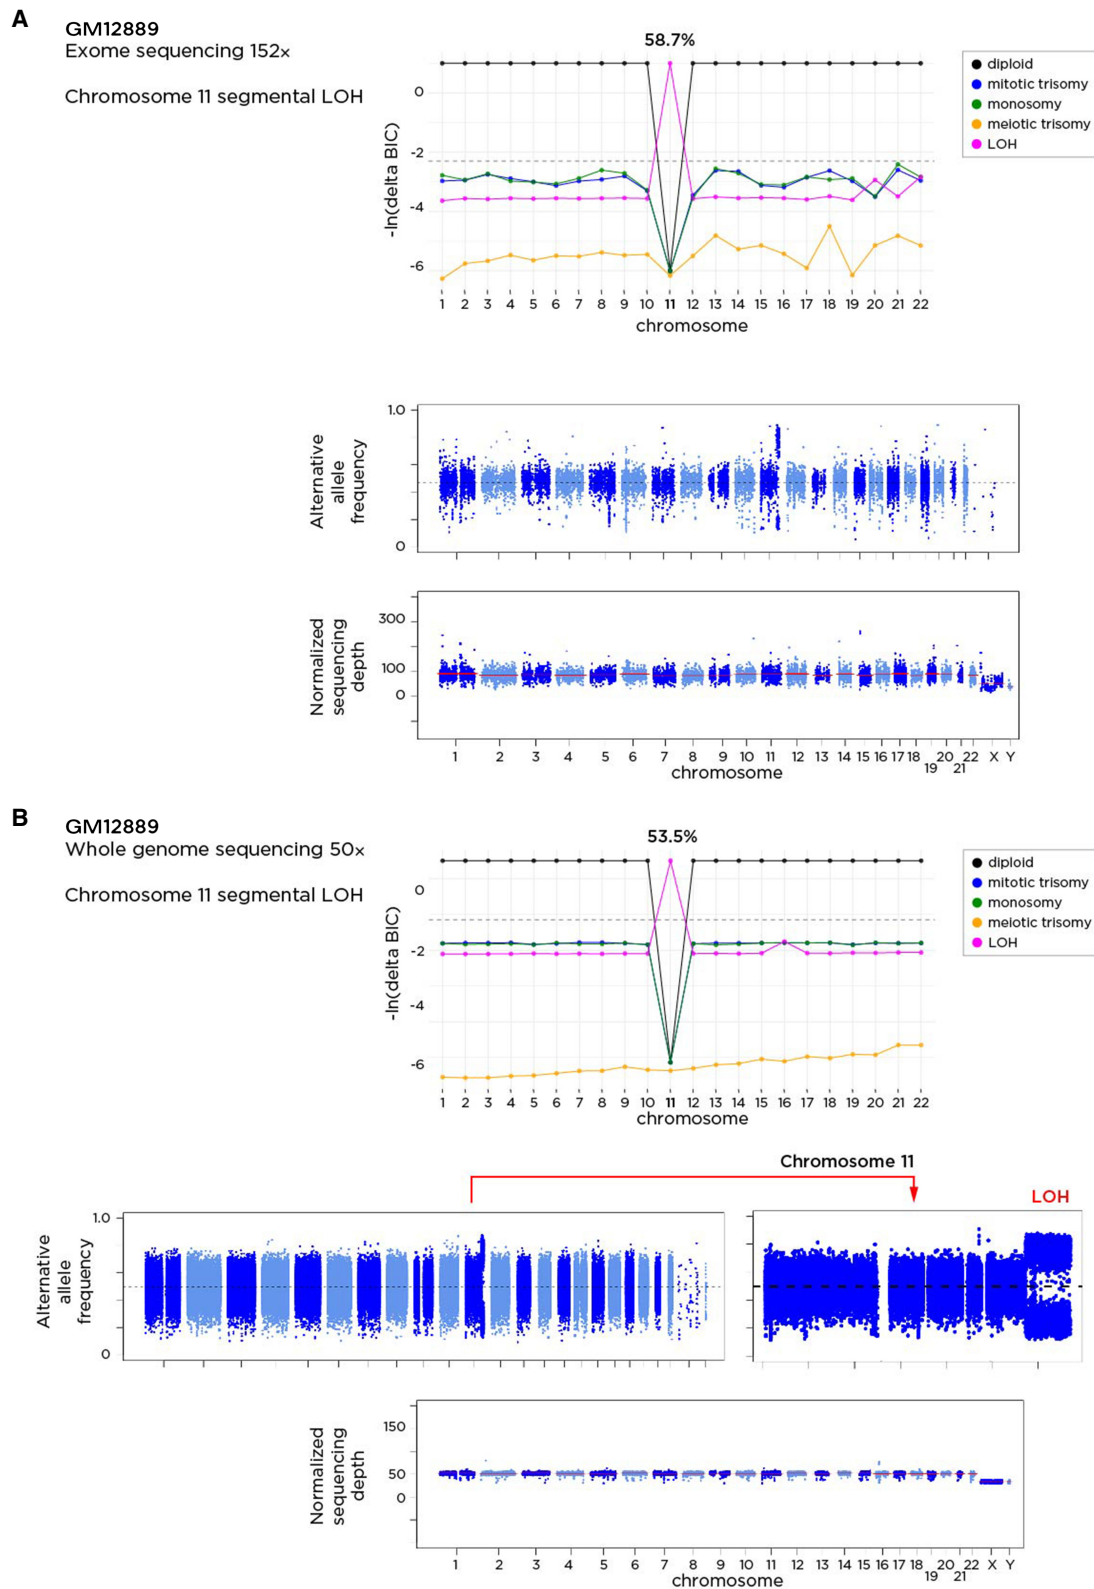 A
GM12889
Exome sequencing 152×
Chromosome 11 segmental LOH
58.7%
diploid
mitotic trisomy
monosomy
meiotic trisomy
LOH
-ln(delta BIC)
0
-2
-4
-6
1 2 3 4 5 6 7 8 9 10 11 12 13 14 15 16 17 18 19 20 21 22
chromosome
Alternative
allele
frequency
1.0
0
Normalized
sequencing
depth
300
100
0
1 2 3 4 5 6 7 8 9 10 11 12 13 14 15 16 17 18 19 20 21 22 X Y
chromosome
B
GM12889
Whole genome sequencing 50×
Chromosome 11 segmental LOH
53.5%
diploid
mitotic trisomy
monosomy
meiotic trisomy
LOH
-ln(delta BIC)
0
-2
-4
-6
1 2 3 4 5 6 7 8 9 10 11 12 13 14 15 16 17 18 19 20 21 22
chromosome
Chromosome 11
LOH
Alternative
allele
frequency
1.0
0
Normalized
sequencing
depth
150
50
0
1 2 3 4 5 6 7 8 9 10 11 12 13 14 15 16 17 18 19 20 21 22 X Y
chromosome